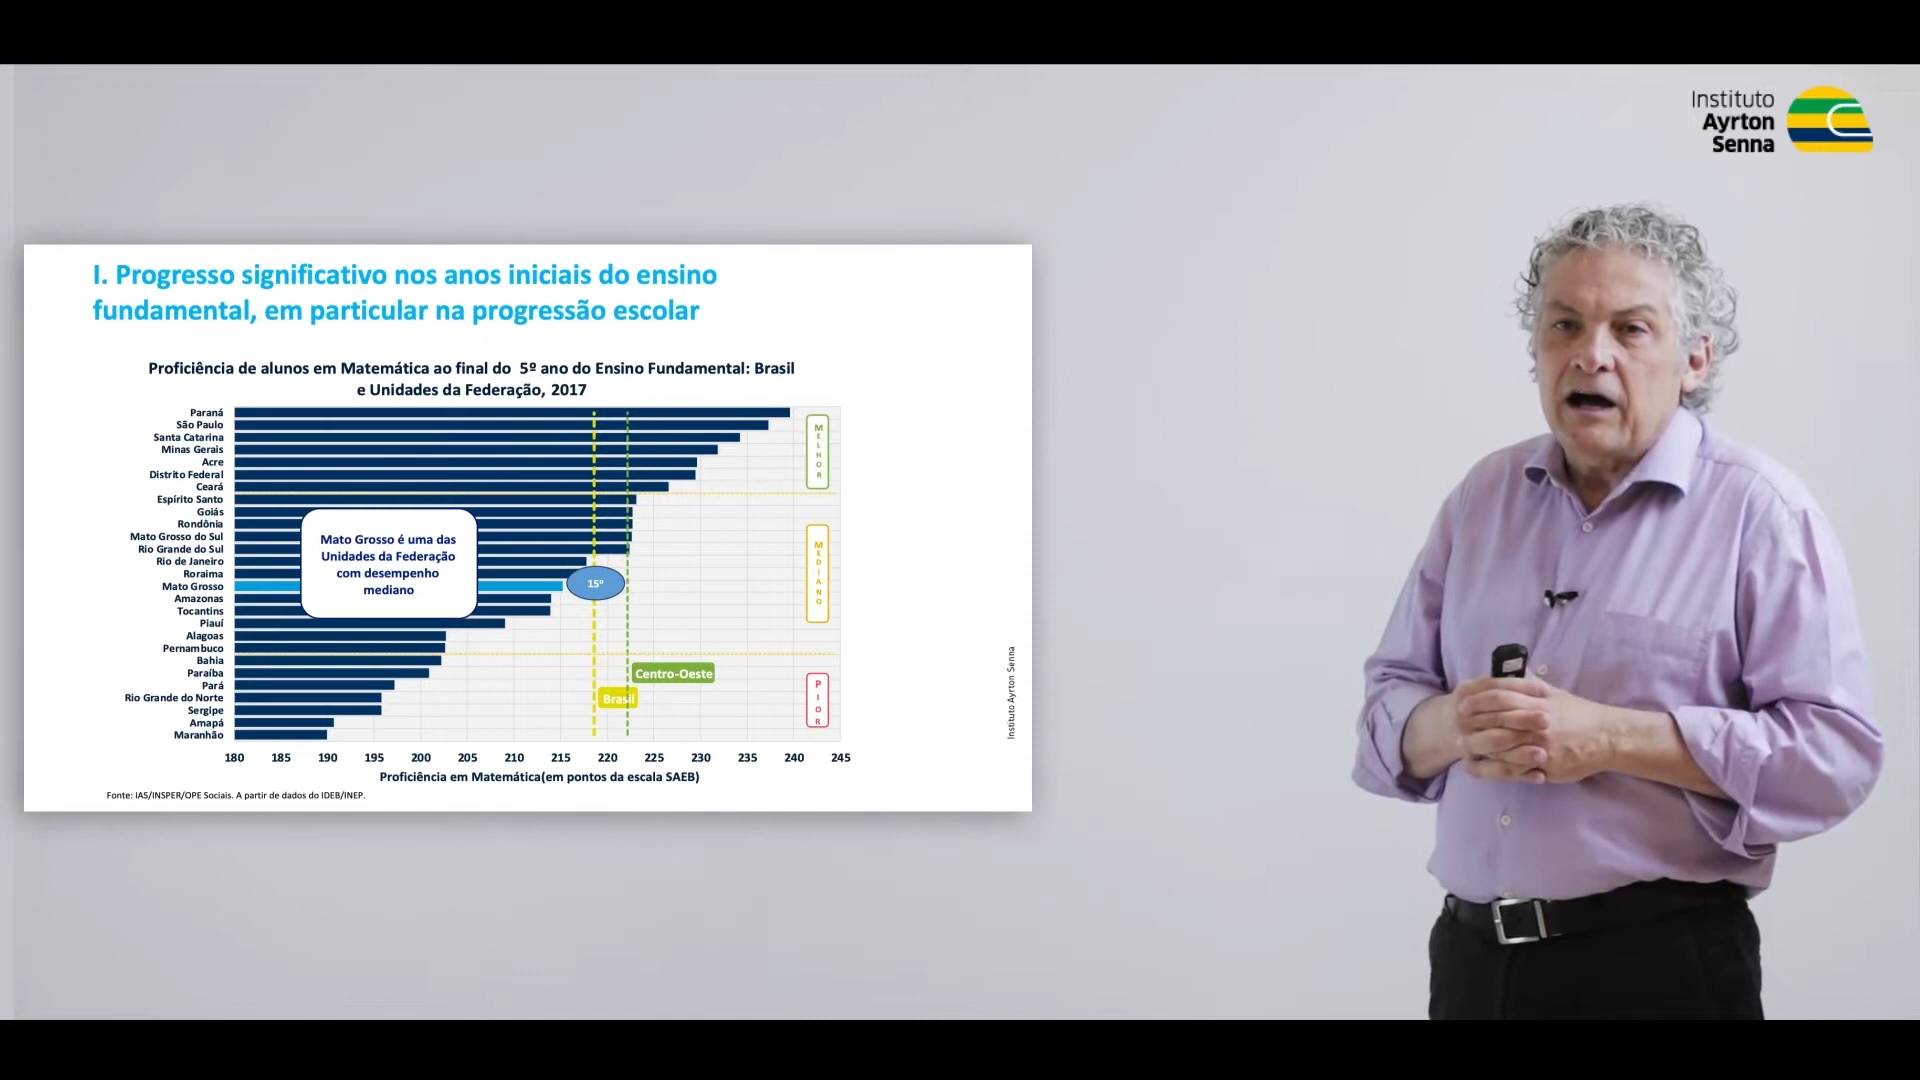 Instituto
Ayrton
Senna
I. Progresso significativo nos anos iniciais do ensino
fundamental, em particular na progressão escolar
Proficiência de alunos em Matemática ao final do 5º ano do Ensino Fundamental: Brasil
e Unidades da Federação, 2017
Paraná
São Paulo
Santa Catarina
Minas Gerais
Acre
Distrito Federal
Ceará
Espírito Santo
Goiás
Rondônia
Mato Grosso do Sul
Rio Grande do Sul
Rio de Janeiro
Roraima
Mato Grosso
Amazonas
Tocantins
Piauí
Alagoas
Pernambuco
Bahia
Paraíba
Pará
Rio Grande do Norte
Sergipe
Amapá
Maranhão
Mato Grosso é uma das
Unidades da Federação
com desempenho
mediano
15º
MELHOR
MEDIANO
PIOR
Centro-Oeste
Brasil
180 185 190 195 200 205 210 215 220 225 230 235 240 245
Proficiência em Matemática(em pontos da escala SAEB)
Fonte: IAS/INSPER/OPE Sociais. A partir de dados do IDEB/INEP.
Instituto Ayrton Senna